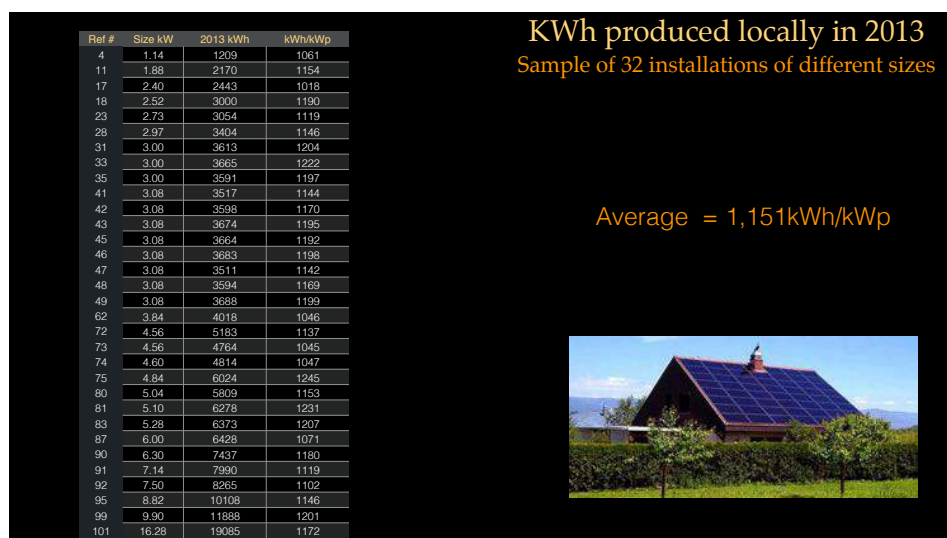 KWh produced locally in 2013
Sample of 32 installations of different sizes
Ref # Size kW 2013 kWh kWh/kWp
4 1.14 1209 1061
11 1.88 2170 1154
17 2.40 2443 1018
18 2.52 3000 1190
23 2.73 3054 1119
28 2.97 3404 1146
31 3.00 3613 1204
33 3.00 3665 1222
35 3.00 3591 1197
41 3.08 3517 1144
42 3.08 3598 1170
43 3.08 3674 1195
45 3.08 3664 1192
46 3.08 3683 1198
47 3.08 3511 1142
48 3.08 3594 1169
49 3.08 3688 1199
62 3.84 4018 1046
72 4.56 5183 1137
73 4.56 4764 1045
74 4.60 4814 1047
75 4.84 6024 1245
80 5.04 5809 1153
81 5.10 6278 1231
83 5.28 6373 1207
87 6.00 6428 1071
90 6.30 7437 1180
91 7.14 7990 1119
92 7.50 8265 1102
95 8.82 10108 1146
99 9.90 11888 1201
101 16.28 19085 1172
Average = 1,151kWh/kWp